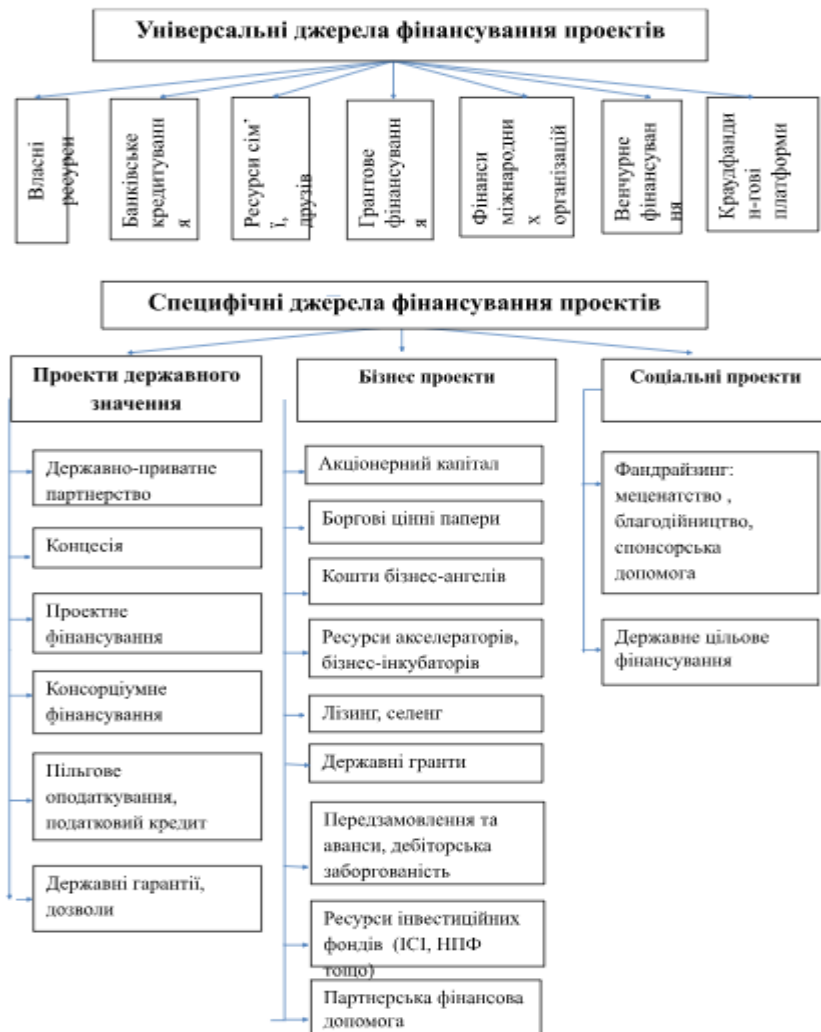 Універсальні джерела фінансування проектів
Власні
ресурси
Банківське
кредитуванн
я
Ресурси сім’
ї,
друзів
Грантове
фінансуванн
я
Фінанси
міжнародни
х
організацій
Венчурне
фінансуван
ня
Краудфанди
н-гові
платформи
Специфічні джерела фінансування проектів
Проекти державного
значення
Державно-приватне
партнерство
Концесія
Проектне
фінансування
Консорціумне
фінансування
Пільгове
оподаткування,
податковий кредит
Державні гарантії,
дозволи
Бізнес проекти
Акціонерний капітал
Боргові цінні папери
Кошти бізнес-ангелів
Ресурси акселераторів,
бізнес-інкубаторів
Лізинг, селенг
Державні гранти
Передзамовлення та
аванси, дебіторська
заборгованість
Ресурси інвестиційних
фондів (ІСІ, НПФ
тощо)
Партнерська фінансова
допомога
Соціальні проекти
Фандрайзинг:
меценатство ,
благодійництво,
спонсорська
допомога
Державне цільове
фінансування